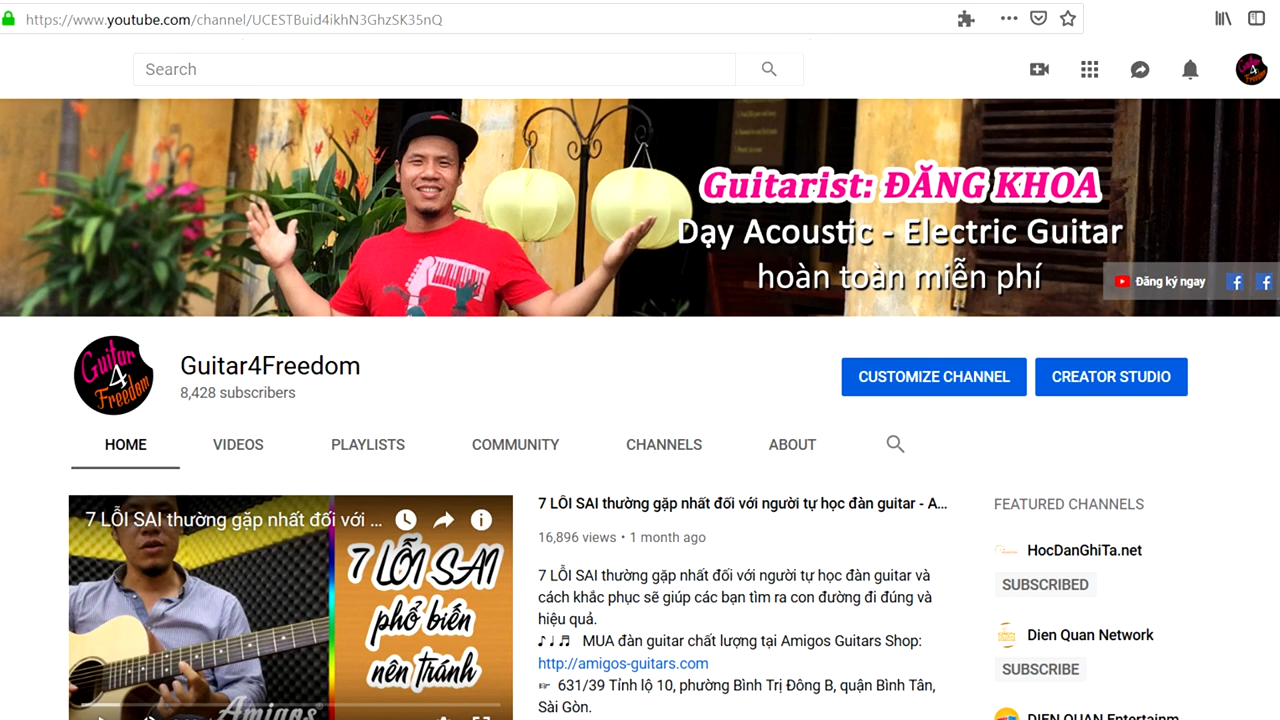 https://www.youtube.com/channel/UCESTBuid4ikhN3GhzSK35nQ
Search
Guitar
4
Freedom
Guitarist: ĐĂNG KHOA
Dạy Acoustic - Electric Guitar
hoàn toàn miễn phí
Đăng ký ngay
Guitar
4
Freedom
Guitar4Freedom
8,428 subscribers
CUSTOMIZE CHANNEL
CREATOR STUDIO
HOME VIDEOS PLAYLISTS COMMUNITY CHANNELS ABOUT
7 LỖI SAI thường gặp nhất đối với ...
7 LỖI SAI
phổ biến
nên tránh
Amigos
7 LỖI SAI thường gặp nhất đối với người tự học đàn guitar - A...
16,896 views • 1 month ago
7 LỖI SAI thường gặp nhất đối với người tự học đàn guitar và
cách khắc phục sẽ giúp các bạn tìm ra con đường đi đúng và
hiệu quả.
♪♩♬ MUA đàn guitar chất lượng tại Amigos Guitars Shop:
http://amigos-guitars.com
☞ 631/39 Tỉnh lộ 10, phường Bình Trị Đông B, quận Bình Tân,
Sài Gòn.
FEATURED CHANNELS
HocDanGhiTa.net
SUBSCRIBED
Dien Quan Network
SUBSCRIBE
DIEN QUAN Entertainm